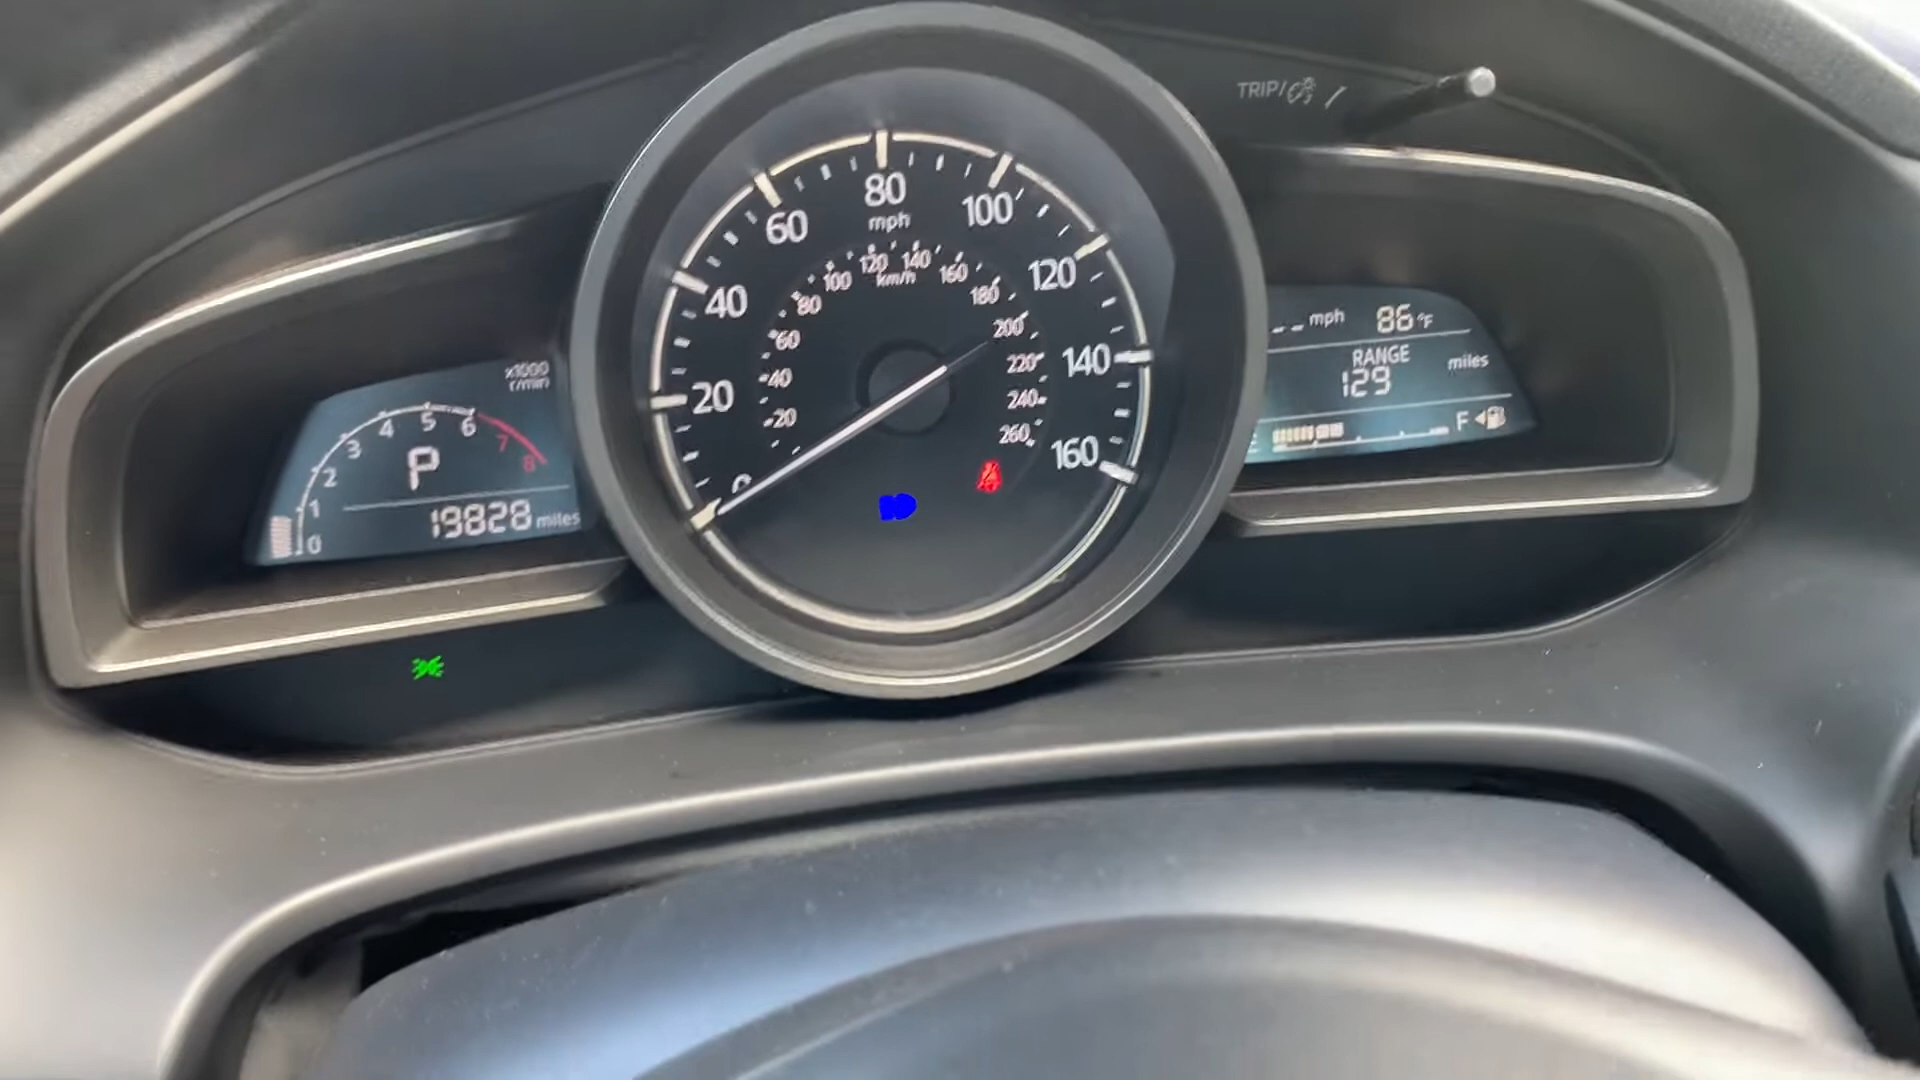 TRIP/
80
mph
60
100
40
120
20
140
0
160
120 140
km/h
100
160
80
180
60
200
40
220
20
240
260
x1000
r/min
0 1 2 3 4 5 6 7 8
P
19828 miles
-- mph 86 °F
RANGE
129 miles
F